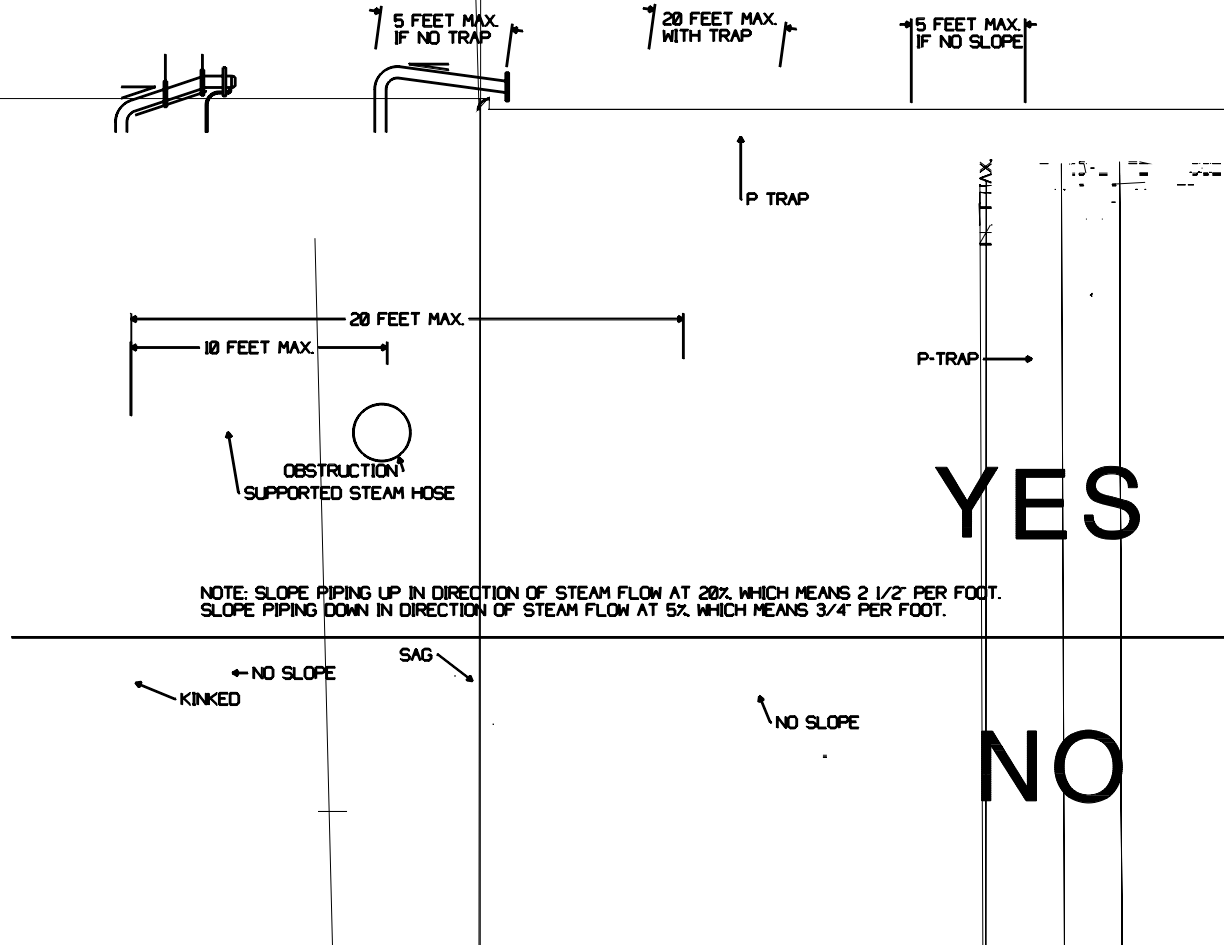 5 FEET MAX.
IF NO TRAP
20 FEET MAX.
WITH TRAP
5 FEET MAX.
IF NO SLOPE
P TRAP
20 FEET MAX.
10 FEET MAX.
P-TRAP
OBSTRUCTION
SUPPORTED STEAM HOSE
YES
NOTE: SLOPE PIPING UP IN DIRECTION OF STEAM FLOW AT 20%. WHICH MEANS 2 1/2" PER FOOT.
SLOPE PIPING DOWN IN DIRECTION OF STEAM FLOW AT 5%. WHICH MEANS 3/4" PER FOOT.
SAG
NO SLOPE
KINKED
NO SLOPE
NO